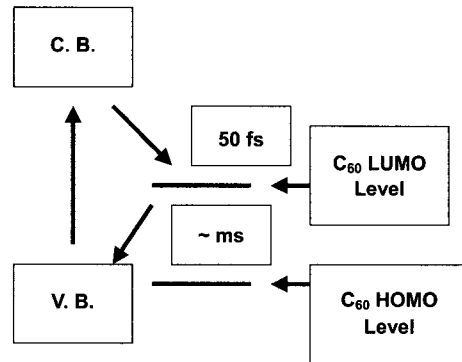 C. B.
50 fs
C₆₀ LUMO
Level
~ ms
V. B.
C₆₀ HOMO
Level